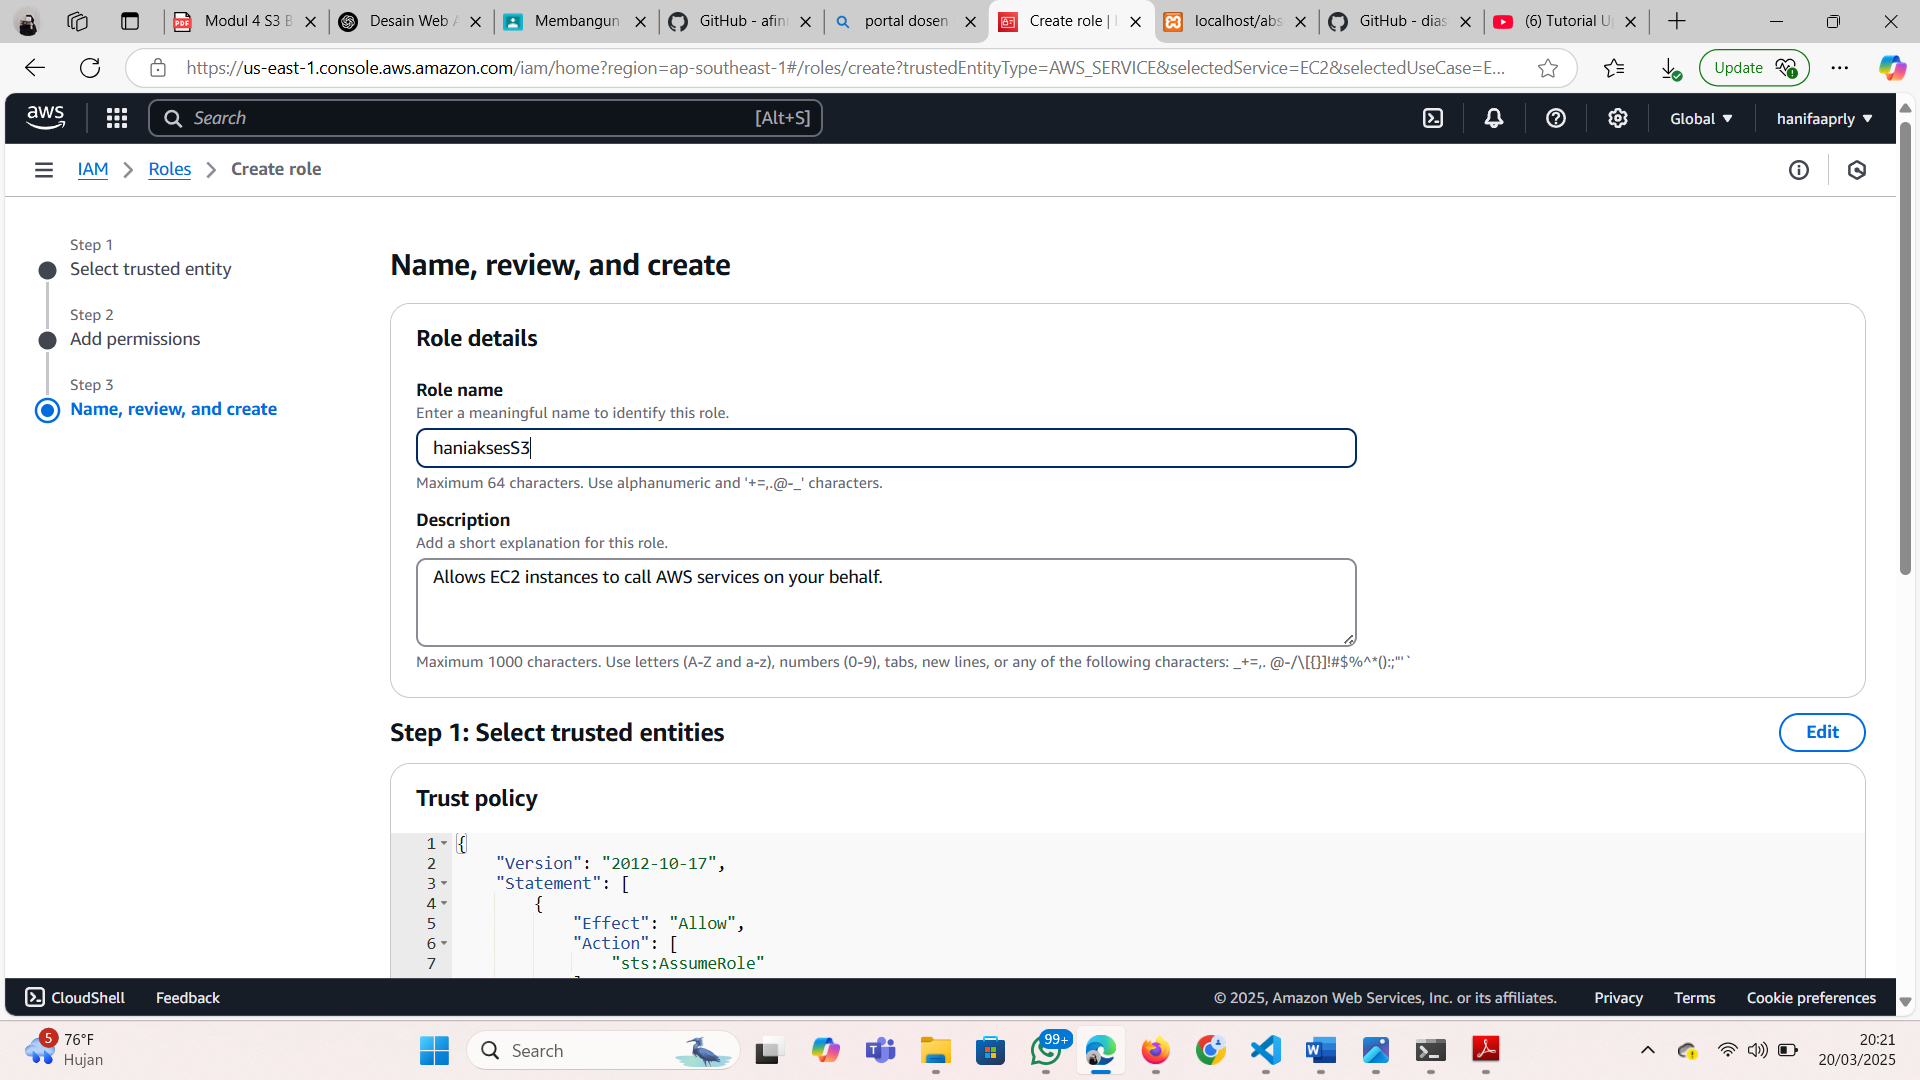 Modul 4 S3 B
Desain Web A
Membangun
GitHub - afin
portal dosen
Create role | I
localhost/abs
GitHub - dias
(6) Tutorial U
https://us-east-1.console.aws.amazon.com/iam/home?region=ap-southeast-1#/roles/create?trustedEntityType=AWS_SERVICE&selectedService=EC2&selectedUseCase=E...
Update
aws
Search
[Alt+S]
Global
hanifaaprly
IAM
Roles
Create role
Step 1
Select trusted entity
Step 2
Add permissions
Step 3
Name, review, and create
Name, review, and create
Role details
Role name
Enter a meaningful name to identify this role.
haniaksesS3
Maximum 64 characters. Use alphanumeric and '+=,.@-_' characters.
Description
Add a short explanation for this role.
Allows EC2 instances to call AWS services on your behalf.
Maximum 1000 characters. Use letters (A-Z and a-z), numbers (0-9), tabs, new lines, or any of the following characters: _+=,. @-/\[{}]!#$%^*();:"'`
Step 1: Select trusted entities
Edit
Trust policy
1 {
2 "Version": "2012-10-17",
3 "Statement": [
4 {
5 "Effect": "Allow",
6 "Action": [
7 "sts:AssumeRole"
CloudShell
Feedback
© 2025, Amazon Web Services, Inc. or its affiliates.
Privacy
Terms
Cookie preferences
5
76°F
Hujan
Search
99+
20:21
20/03/2025